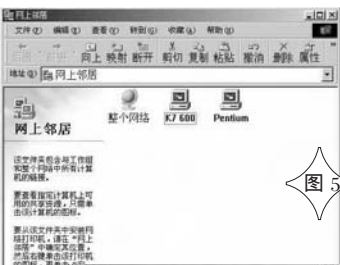 网上邻居
文件(F) 编辑(E) 查看(V) 转到(G) 收藏(A) 帮助(H)
向上 映射 断开 剪切 复制 粘贴 撤消 删除 属性
地址(D) 网上邻居
网上邻居
整个网络 K7 600 Pentium
该文件夹包含与工作组
和整个网络中所有计算
机的链接。
要查看指定计算机上可
用的共享资源，只需单
击该计算机的图标。
要从该文件夹中安装网
络打印机，请在“网上
邻居”中确定其位置，
然后右键单击该打印机
图 5